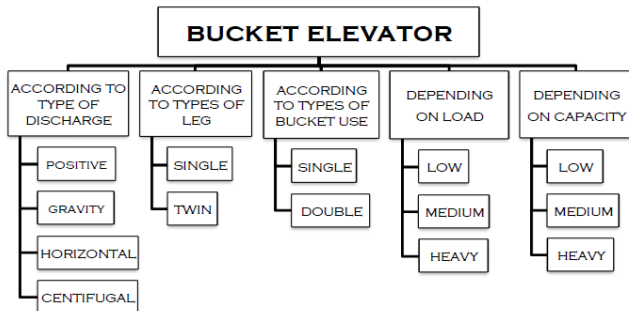 BUCKET ELEVATOR
ACCORDING TO
TYPE OF
DISCHARGE
POSITIVE
GRAVITY
HORIZONTAL
CENTIFUGAL
ACCORDING
TO TYPES OF
LEG
SINGLE
TWIN
ACCORDING
TO TYPES OF
BUCKET USE
SINGLE
DOUBLE
DEPENDING
ON LOAD
LOW
MEDIUM
HEAVY
DEPENDING
ON CAPACITY
LOW
MEDIUM
HEAVY